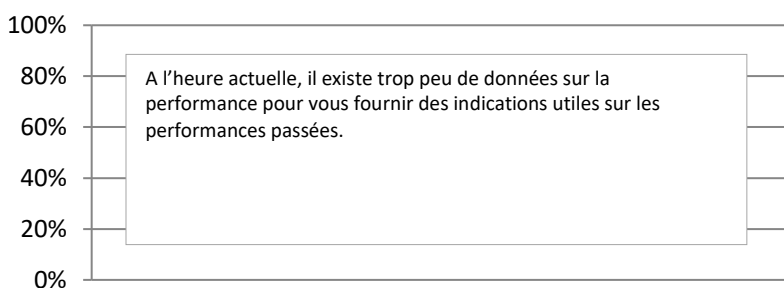 100%
80%
A l’heure actuelle, il existe trop peu de données sur la
performance pour vous fournir des indications utiles sur les
60%
performances passées.
40%
20%
0%